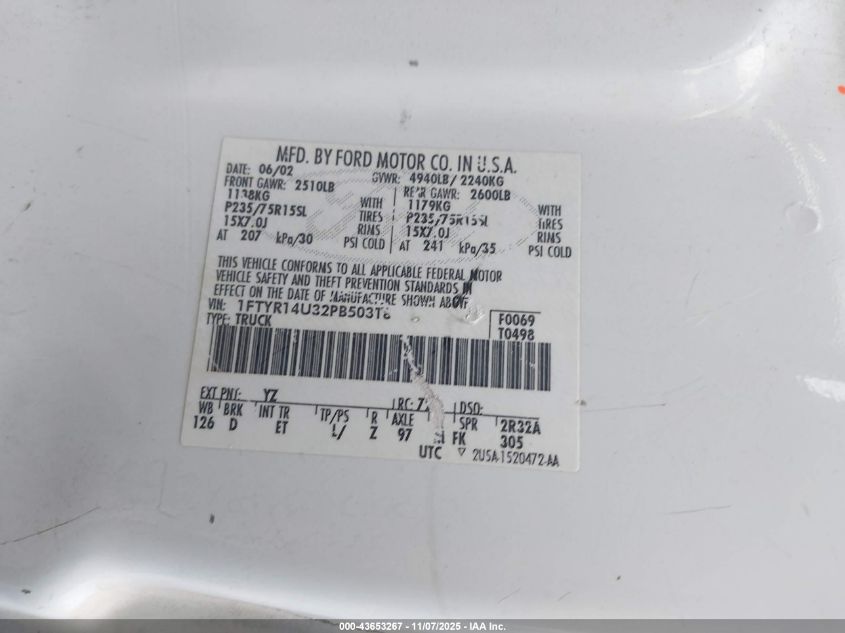 MFD. BY FORD MOTOR CO. IN U.S.A.
DATE: 06/02 GVWR: 4940LB/ 2240KG
FRONT GAWR: 2510LB REAR GAWR: 2600LB
1138KG WITH 1179KG WITH
P235/75R15SL TIRES P235/75R15SL TIRES
15X7.0J RIMS 15X7.0J RIMS
AT 207 kPa/30 PSI COLD AT 241 kPa/35 PSI COLD
THIS VEHICLE CONFORMS TO ALL APPLICABLE FEDERAL MOTOR
VEHICLE SAFETY AND THEFT PREVENTION STANDARDS IN
EFFECT ON THE DATE OF MANUFACTURE SHOWN ABOVE.
VIN: F0069
TYPE: TRUCK T0498
EXT PNT: YZ RC: DSO:
WB BRK INT TR TP/PS R AXLE SPR 2R32A
126 D ET L/ Z 97 FK 305
UTC ▽ 2USA-1520472-AA
000-43653267 - 11/07/2025 - IAA Inc.